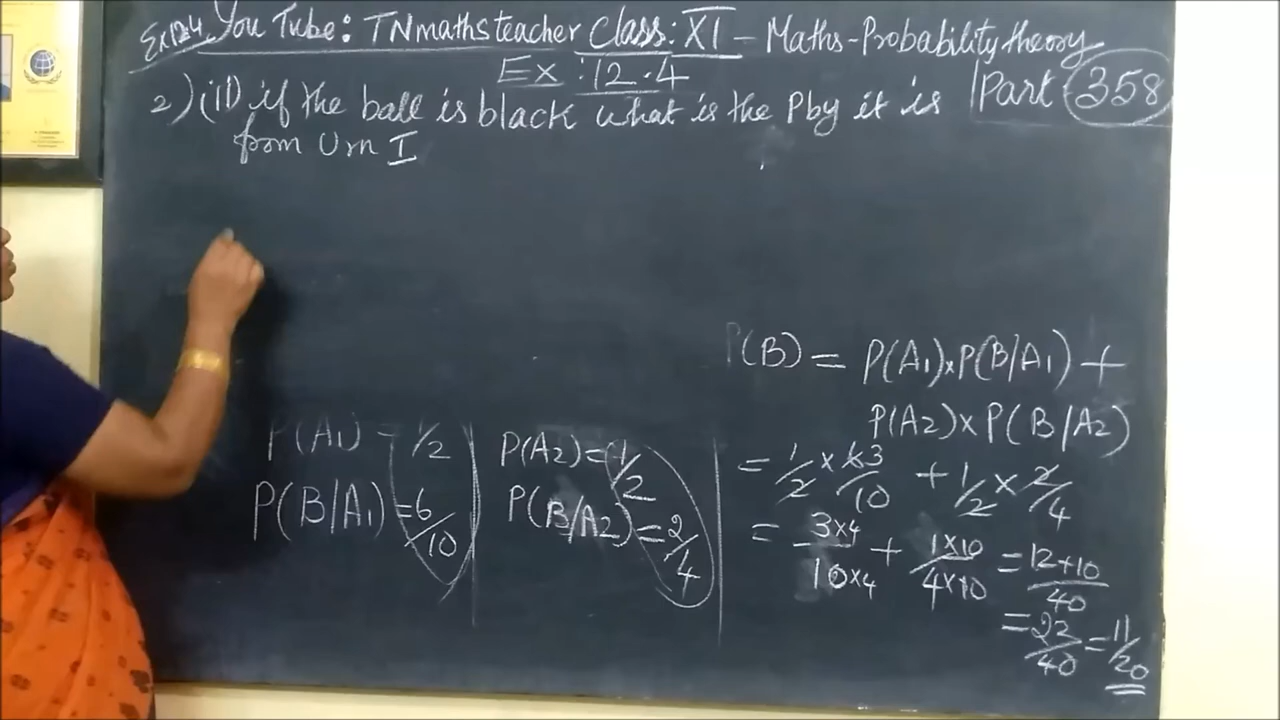 Ex 12.4 You Tube: TNmathsteacher Class: XI - Maths-Probability theory
Ex: 12.4
Part 358
2) (ii) if the ball is black what is the Pby it is
from Urn I
P(A1) = 1/2
P(B/A1) = 6/10
P(A2) = 1/2
P(B/A2) = 2/4
P(B) = P(A1)×P(B/A1) +
P(A2)×P(B/A2)
= 1/2 × 6 3/10 + 1/2 × 2/4
= 3×4/10×4 + 1×10/4×10 = 12+10/40
= 22/40 = 11/20